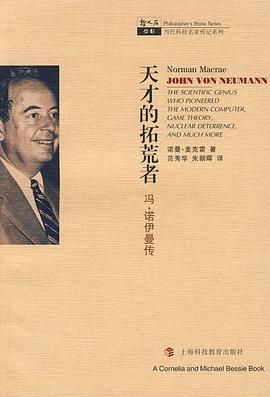 哲人石
丛书
Philosopher's Stone Series
当代科技名家传记系列
Norman Macrae
JOHN VON NEUMANN
THE SCIENTIFIC GENIUS
WHO PIONEERED
THE MODERN COMPUTER,
GAME THEORY,
NUCLEAR DETERRENCE,
AND MUCH MORE
天才的拓荒者
冯·诺伊曼传
诺曼·麦克雷 著
范秀华 朱朝晖 译
上海科技教育出版社
A Cornelia and Michael Bessie Book